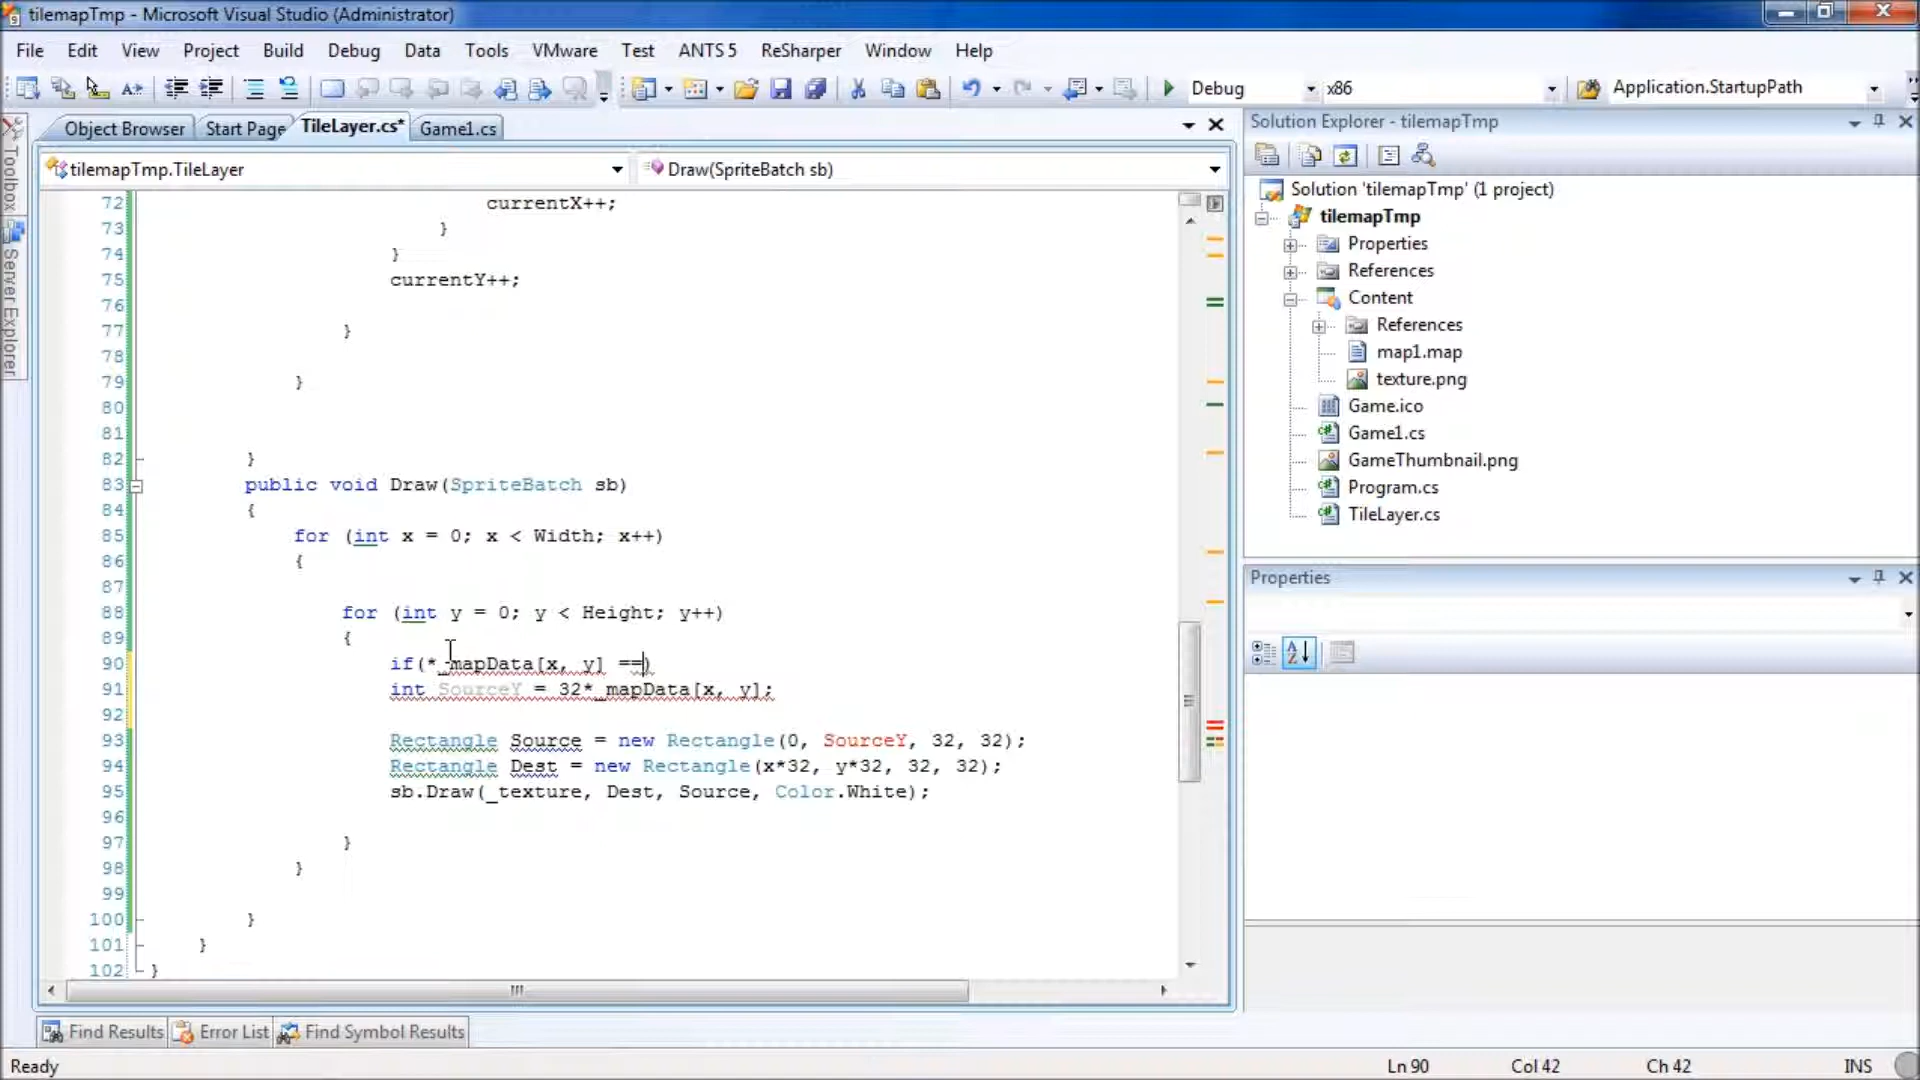 tilemapTmp - Microsoft Visual Studio (Administrator)
File Edit View Project Build Debug Data Tools VMware Test ANTS 5 ReSharper Window Help
Debug x86 Application.StartupPath
Object Browser Start Page TileLayer.cs* Game1.cs
tilemapTmp.TileLayer Draw(SpriteBatch sb)
72 currentX++;
73 }
74 }
75 currentY++;
76
77 }
78
79 }
80
81
82 }
83 public void Draw(SpriteBatch sb)
84 {
85 for (int x = 0; x < Width; x++)
86 {
87
88 for (int y = 0; y < Height; y++)
89 {
90 if(*_mapData[x, y] ==)
91 int SourceY = 32*_mapData[x, y];
92
93 Rectangle Source = new Rectangle(0, SourceY, 32, 32);
94 Rectangle Dest = new Rectangle(x*32, y*32, 32, 32);
95 sb.Draw(_texture, Dest, Source, Color.White);
96
97 }
98 }
99
100 }
101 }
102 }
Toolbox
Server Explorer
Solution Explorer - tilemapTmp
Solution 'tilemapTmp' (1 project)
tilemapTmp
Properties
References
Content
References
map1.map
texture.png
Game.ico
Game1.cs
GameThumbnail.png
Program.cs
TileLayer.cs
Properties
Find Results Error List Find Symbol Results
Ready Ln 90 Col 42 Ch 42 INS